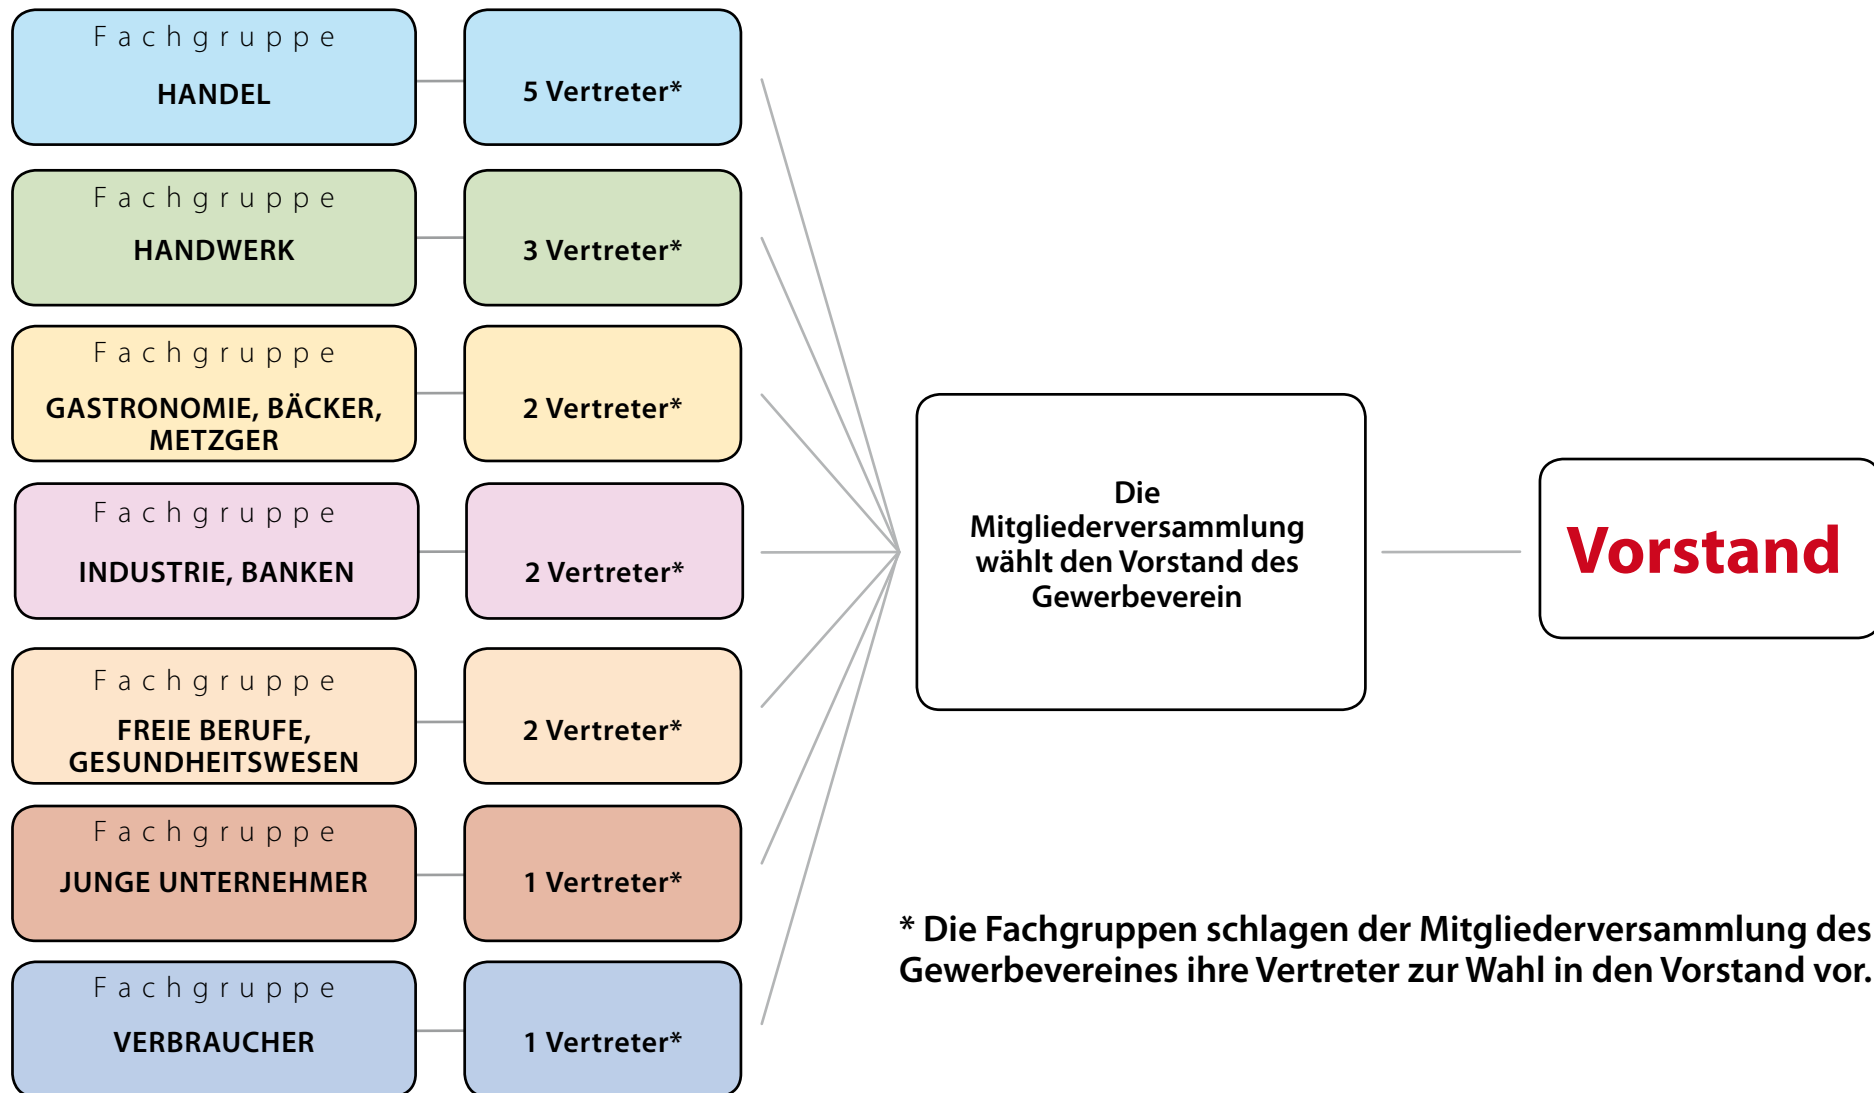 Fachgruppe
HANDEL
5 Vertreter*
Fachgruppe
HANDWERK
3 Vertreter*
Fachgruppe
GASTRONOMIE, BÄCKER,
METZGER
2 Vertreter*
Fachgruppe
INDUSTRIE, BANKEN
2 Vertreter*
Fachgruppe
FREIE BERUFE,
GESUNDHEITSWESEN
2 Vertreter*
Fachgruppe
JUNGE UNTERNEHMER
1 Vertreter*
Fachgruppe
VERBRAUCHER
1 Vertreter*
Die
Mitgliederversammlung
wählt den Vorstand des
Gewerbeverein
Vorstand
* Die Fachgruppen schlagen der Mitgliederversammlung des
Gewerbevereines ihre Vertreter zur Wahl in den Vorstand vor.